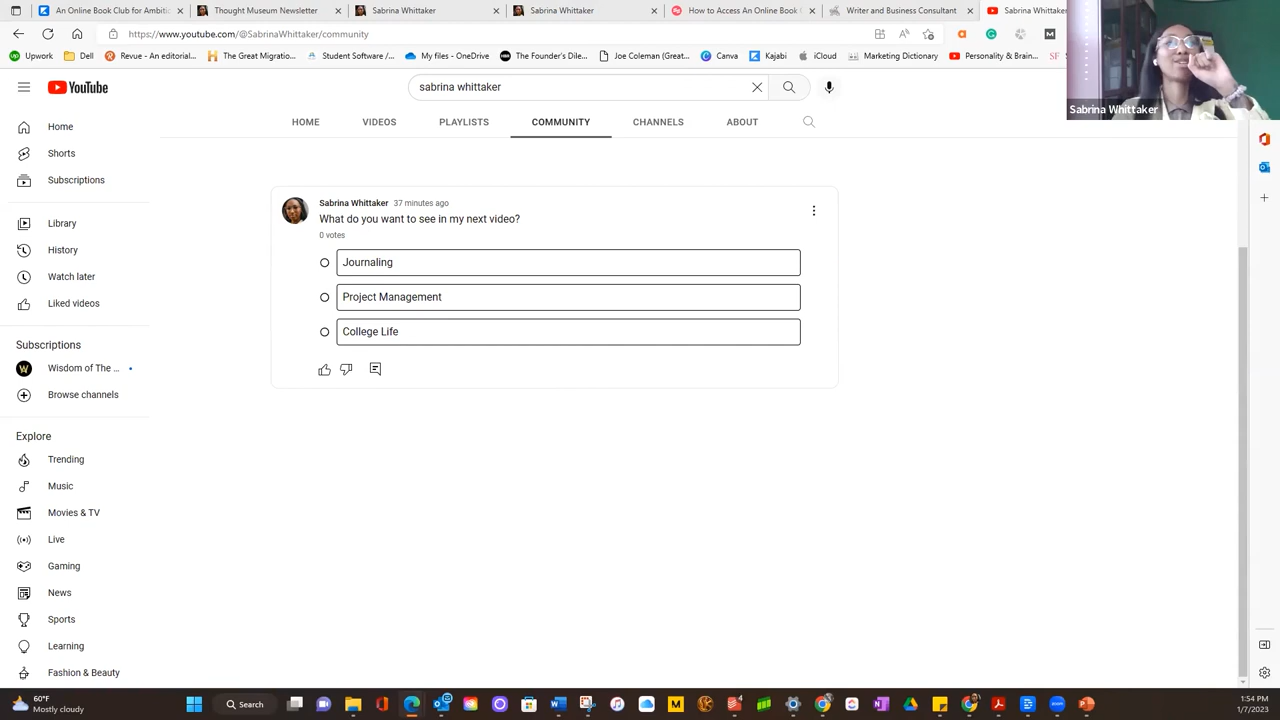 An Online Book Club for Ambitic
Thought Museum Newsletter
Sabrina Whittaker
Sabrina Whittaker
How to Access An Online Book
Writer and Business Consultant
Sabrina Whittaker
https://www.youtube.com/@SabrinaWhittaker/community
Upwork
Dell
Revue - An editorial...
The Great Migratio...
Student Software /...
My files - OneDrive
The Founder's Dile...
Joe Coleman (Great...
Canva
Kajabi
iCloud
Marketing Dictionary
Personality & Brain...
SF
Sabrina Whittaker
YouTube
sabrina whittaker
HOME
VIDEOS
PLAYLISTS
COMMUNITY
CHANNELS
ABOUT
Home
Shorts
Subscriptions
Library
History
Watch later
Liked videos
Subscriptions
Wisdom of The ...
Browse channels
Explore
Trending
Music
Movies & TV
Live
Gaming
News
Sports
Learning
Fashion & Beauty
Sabrina Whittaker 37 minutes ago
What do you want to see in my next video?
0 votes
Journaling
Project Management
College Life
60°F
Mostly cloudy
Search
1:54 PM
1/7/2023